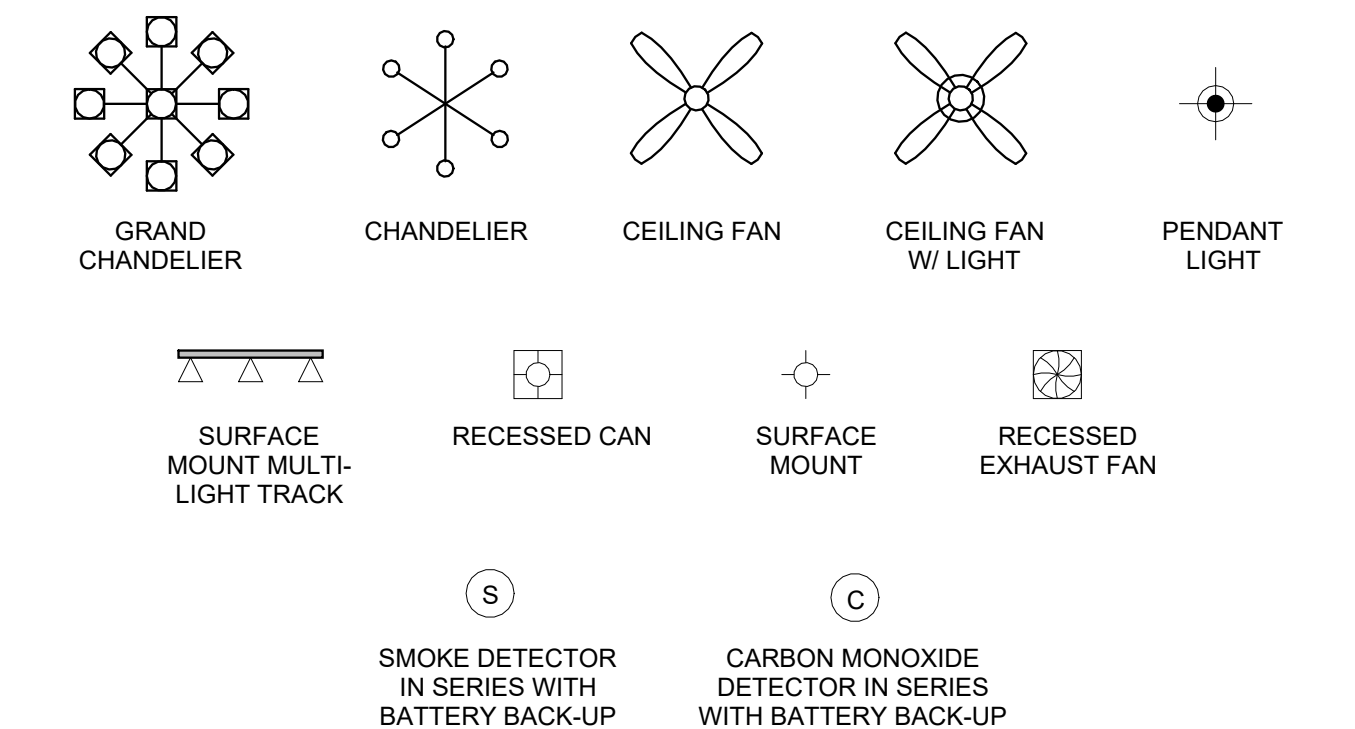 GRAND
CHANDELIER
CHANDELIER
CEILING FAN
CEILING FAN
W/ LIGHT
PENDANT
LIGHT
SURFACE
MOUNT MULTI-
LIGHT TRACK
RECESSED CAN
SURFACE
MOUNT
RECESSED
EXHAUST FAN
S
SMOKE DETECTOR
IN SERIES WITH
BATTERY BACK-UP
C
CARBON MONOXIDE
DETECTOR IN SERIES
WITH BATTERY BACK-UP